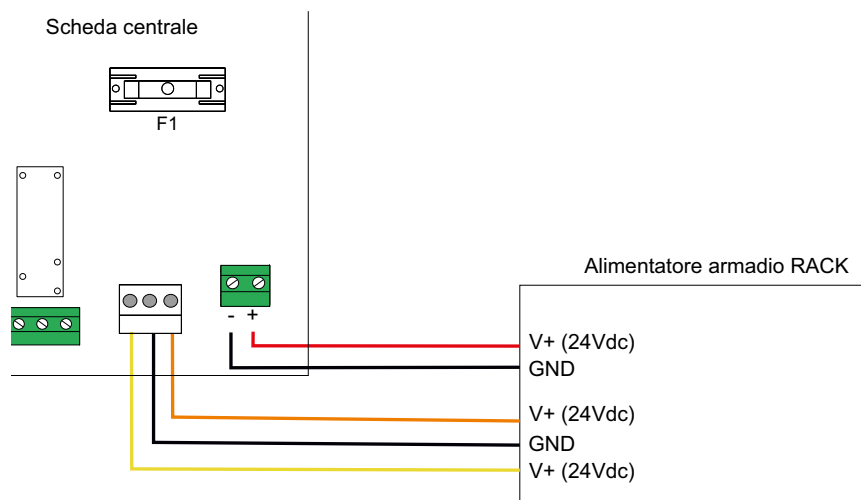 Scheda centrale
F1
Alimentatore armadio RACK
- +
V+ (24Vdc)
GND
V+ (24Vdc)
GND
V+ (24Vdc)